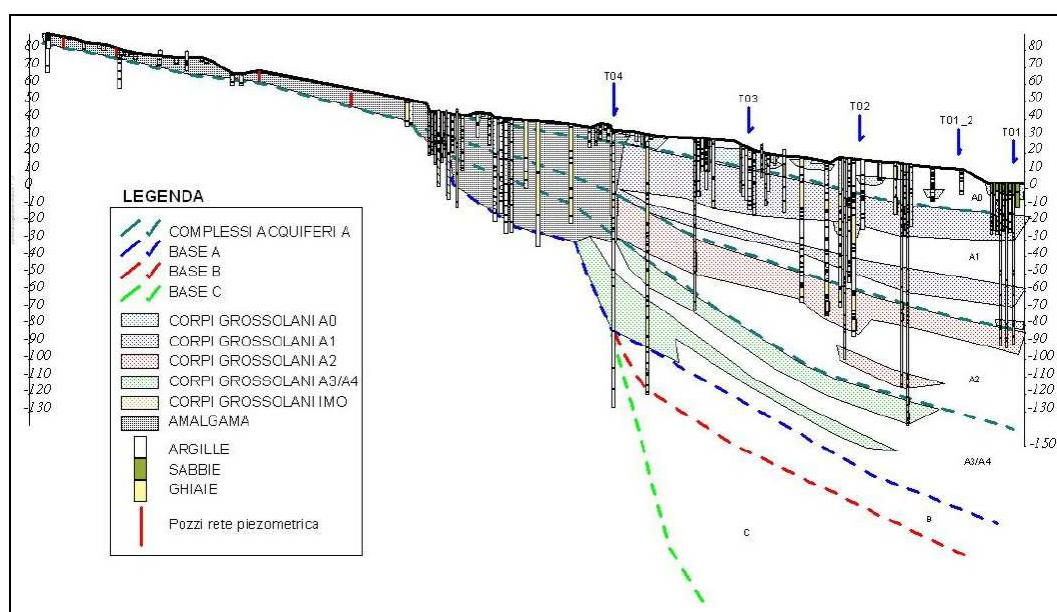 80
70
60
50
40
30
20
10
0
-10
-20
-30
-40
-50
-60
-70
-80
-90
-100
-110
-120
-130
T04
T03
T02
T01_2
T01
80
70
60
50
40
30
20
10
0
-10
-20
-30
-40
-50
-60
-70
-80
-90
-100
-110
-120
-130
-150
A0
A1
A2
A3/A4
B
C
LEGENDA
COMPLESSI ACQUIFERI A
BASE A
BASE B
BASE C
CORPI GROSSOLANI A0
CORPI GROSSOLANI A1
CORPI GROSSOLANI A2
CORPI GROSSOLANI A3/A4
CORPI GROSSOLANI IMO
AMALGAMA
ARGILLE
SABBIE
GHIAIE
Pozzi rete piezometrica